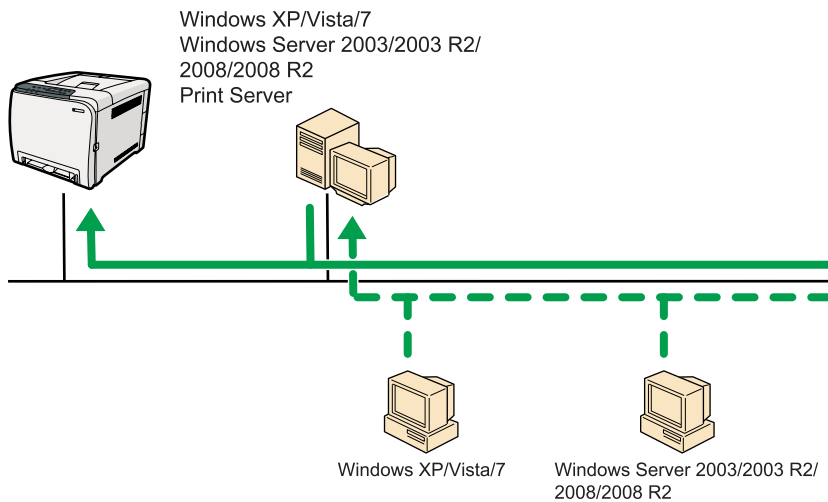 Windows XP/Vista/7
Windows Server 2003/2003 R2/
2008/2008 R2
Print Server
Windows XP/Vista/7
Windows Server 2003/2003 R2/
2008/2008 R2